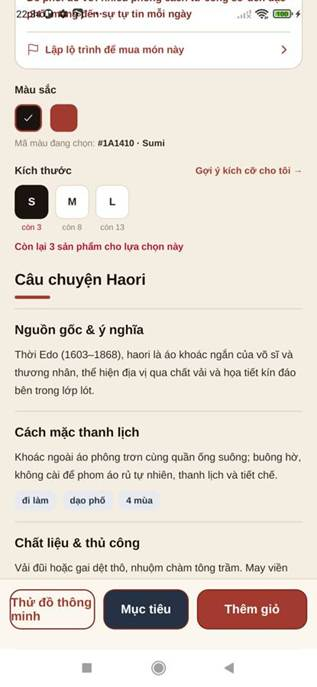 phố, mang đến sự tự tin mỗi ngày
Lập lộ trình để mua món này
Màu sắc
Mã màu đang chọn: #1A1410 · Sumi
Kích thước
Gợi ý kích cỡ cho tôi →
S
M
L
còn 3
còn 8
còn 13
Còn lại 3 sản phẩm cho lựa chọn này
Câu chuyện Haori
Nguồn gốc & ý nghĩa
Thời Edo (1603–1868), haori là áo khoác ngắn của võ sĩ và
thương nhân, thể hiện địa vị qua chất vải và họa tiết kín đáo
bên trong lớp lót.
Cách mặc thanh lịch
Khoác ngoài áo phông trơn cùng quần ống suông; buông hờ,
không cài để phom áo rủ tự nhiên, thanh lịch và tiết chế.
đi làm
dạo phố
4 mùa
Chất liệu & thủ công
Vải đũi hoặc gai dệt thô, nhuộm chàm tông trầm. May viền
Thử đồ thông
minh
Mục tiêu
Thêm giỏ